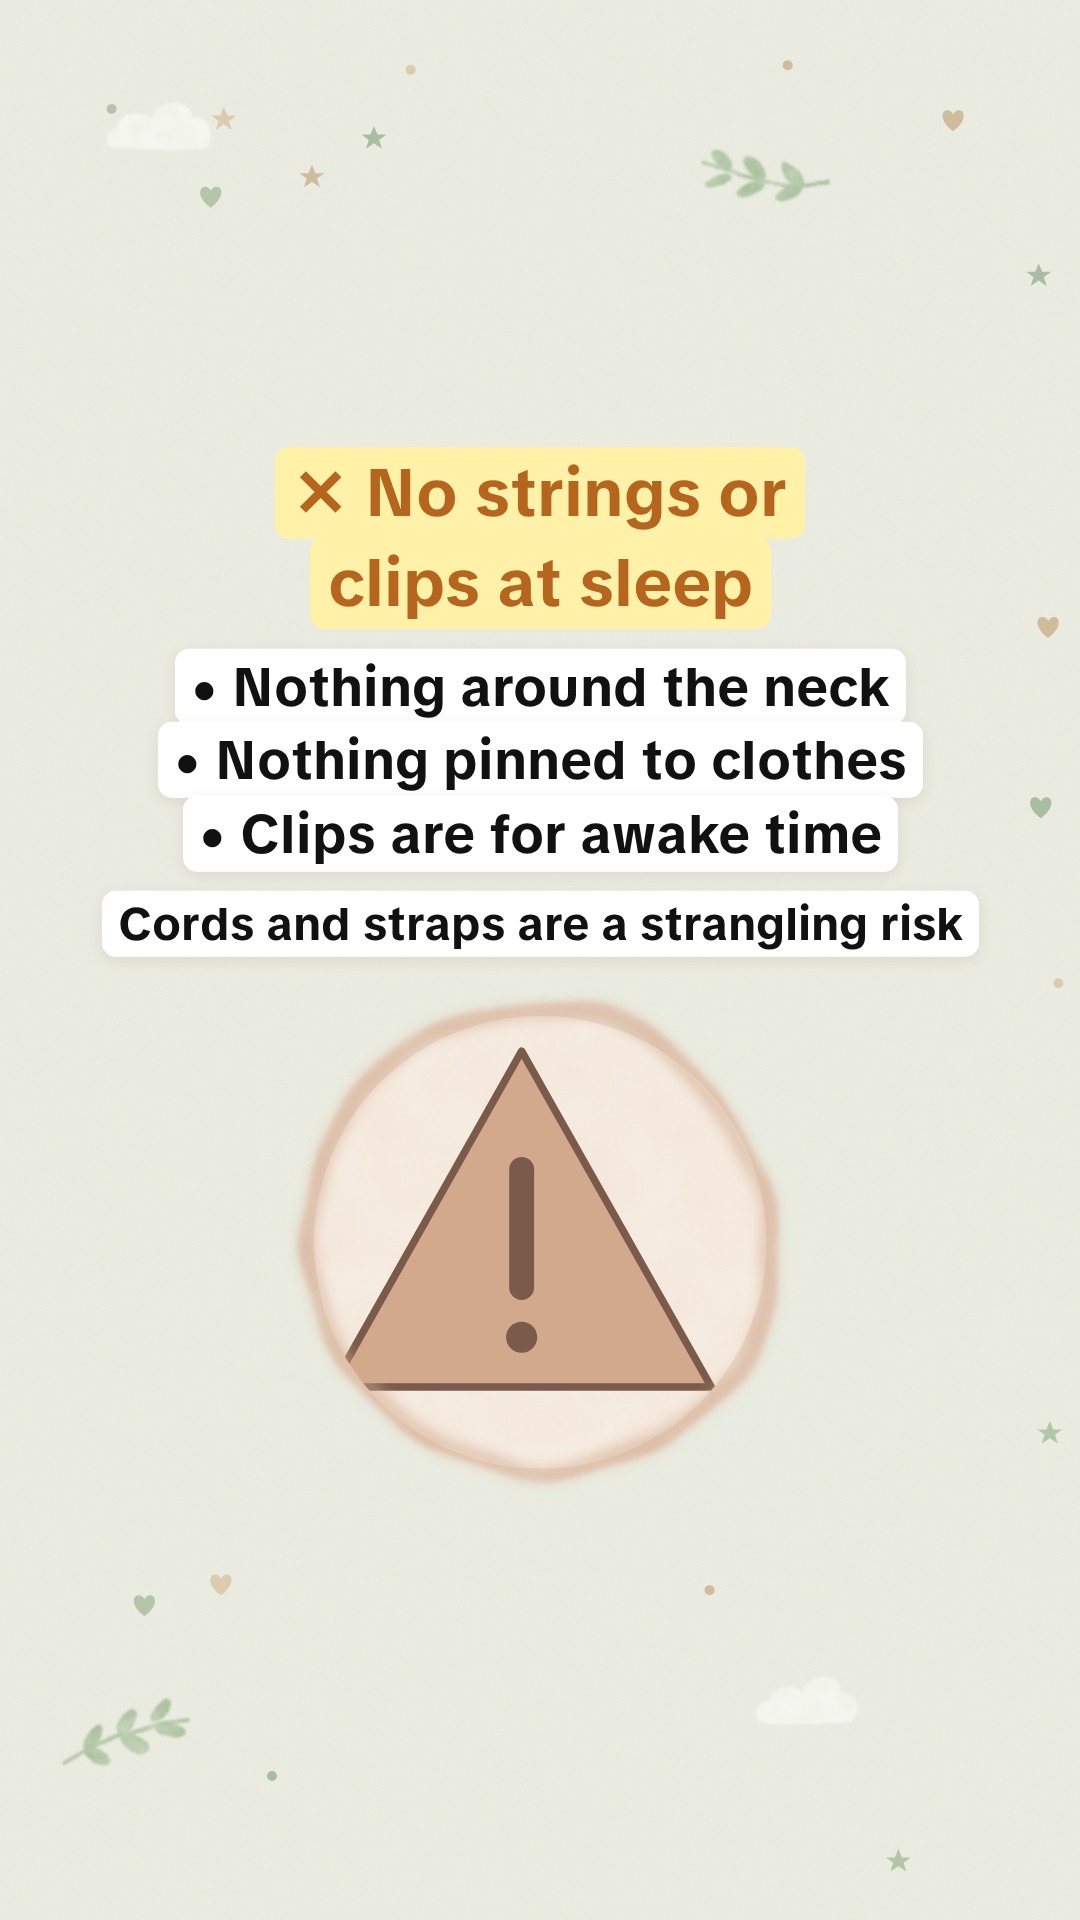 ✕ No strings or
clips at sleep
• Nothing around the neck
• Nothing pinned to clothes
• Clips are for awake time
Cords and straps are a strangling risk